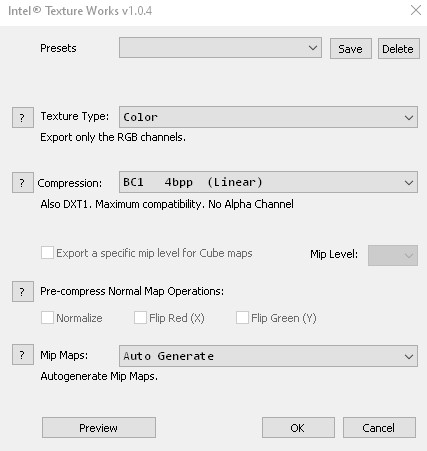 Intel® Texture Works v1.0.4
Presets Save Delete
? Texture Type: Color
Export only the RGB channels.
? Compression: BC1 4bpp (Linear)
Also DXT1. Maximum compatibility. No Alpha Channel
Export a specific mip level for Cube maps Mip Level:
? Pre-compress Normal Map Operations:
Normalize Flip Red (X) Flip Green (Y)
? Mip Maps: Auto Generate
Autogenerate Mip Maps.
Preview OK Cancel